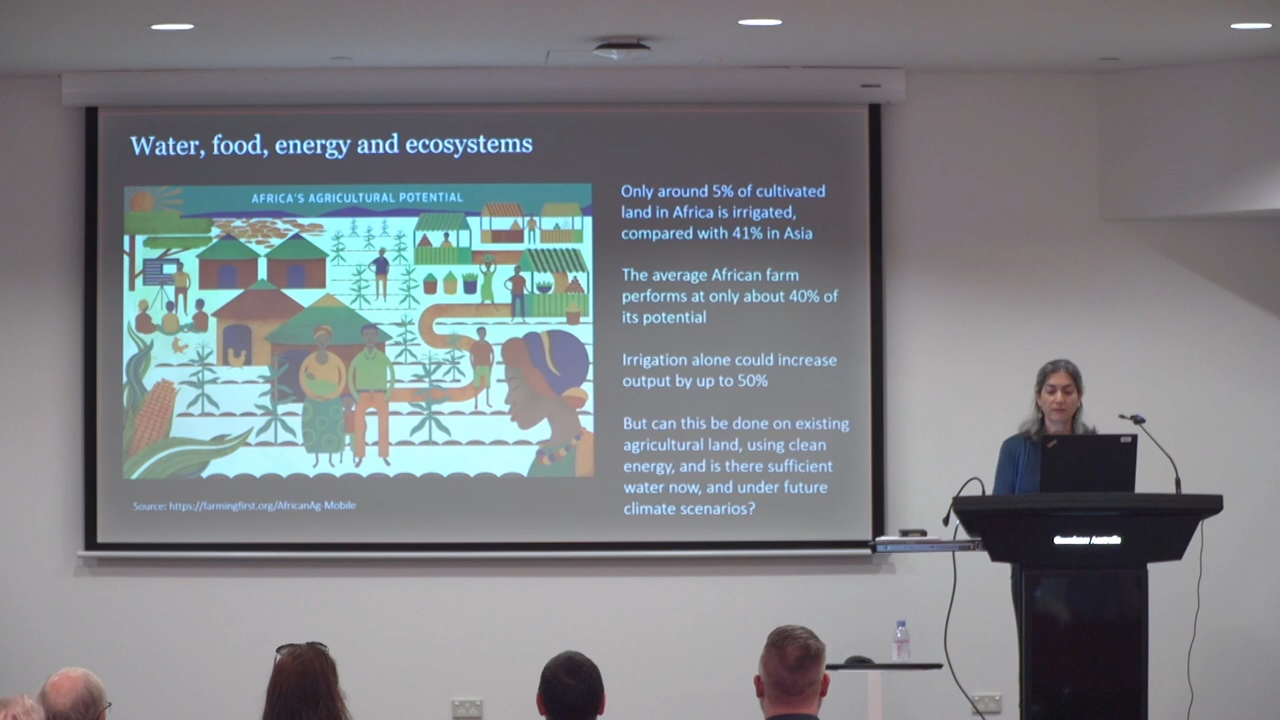 Water, food, energy and ecosystems
AFRICA'S AGRICULTURAL POTENTIAL
Only around 5% of cultivated
land in Africa is irrigated,
compared with 41% in Asia
The average African farm
performs at only about 40% of
its potential
Irrigation alone could increase
output by up to 50%
But can this be done on existing
agricultural land, using clean
energy, and is there sufficient
water now, and under future
climate scenarios?
Source: https://farmingfirst.org/AfricanAg-Mobile
Geoscience Australia